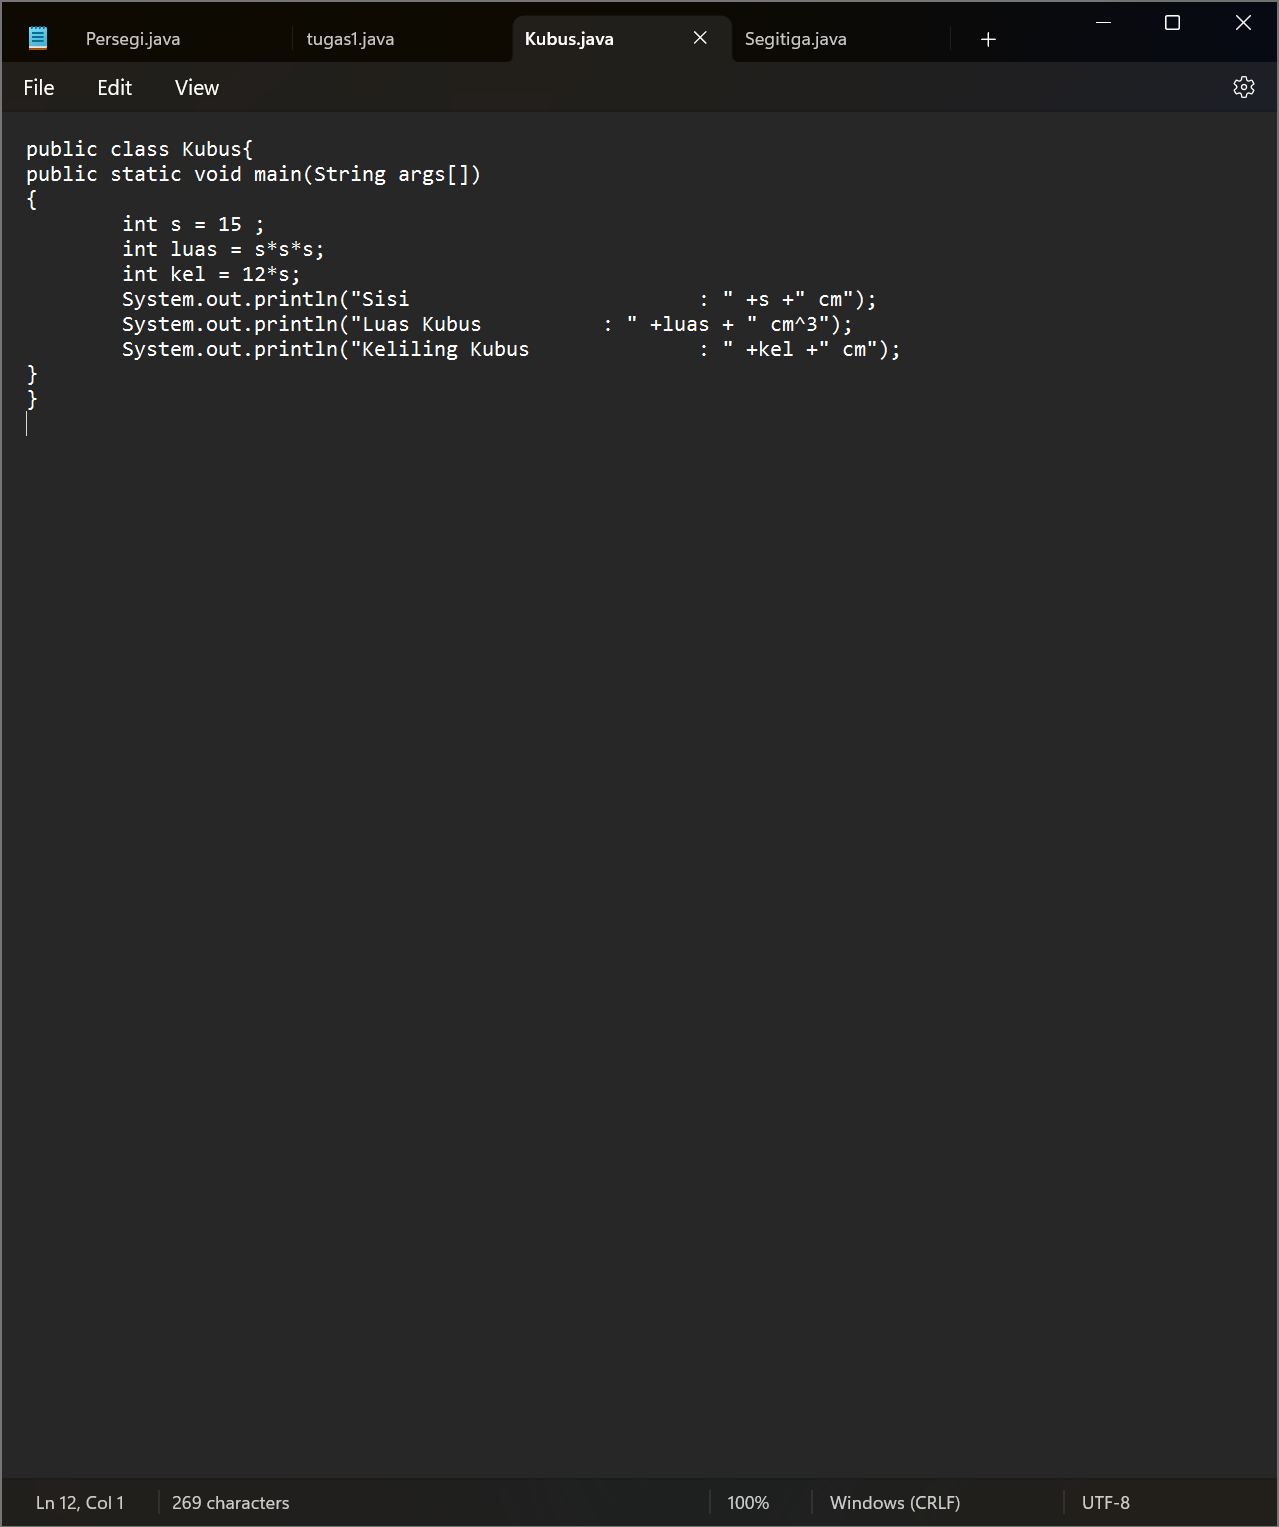 Persegi.java tugas1.java Kubus.java Segitiga.java
File Edit View
public class Kubus{
public static void main(String args[])
{
        int s = 15 ;
        int luas = s*s*s;
        int kel = 12*s;
        System.out.println("Sisi                        : " +s +" cm");
        System.out.println("Luas Kubus          : " +luas + " cm^3");
        System.out.println("Keliling Kubus              : " +kel +" cm");
}
}
Ln 12, Col 1 269 characters 100% Windows (CRLF) UTF-8